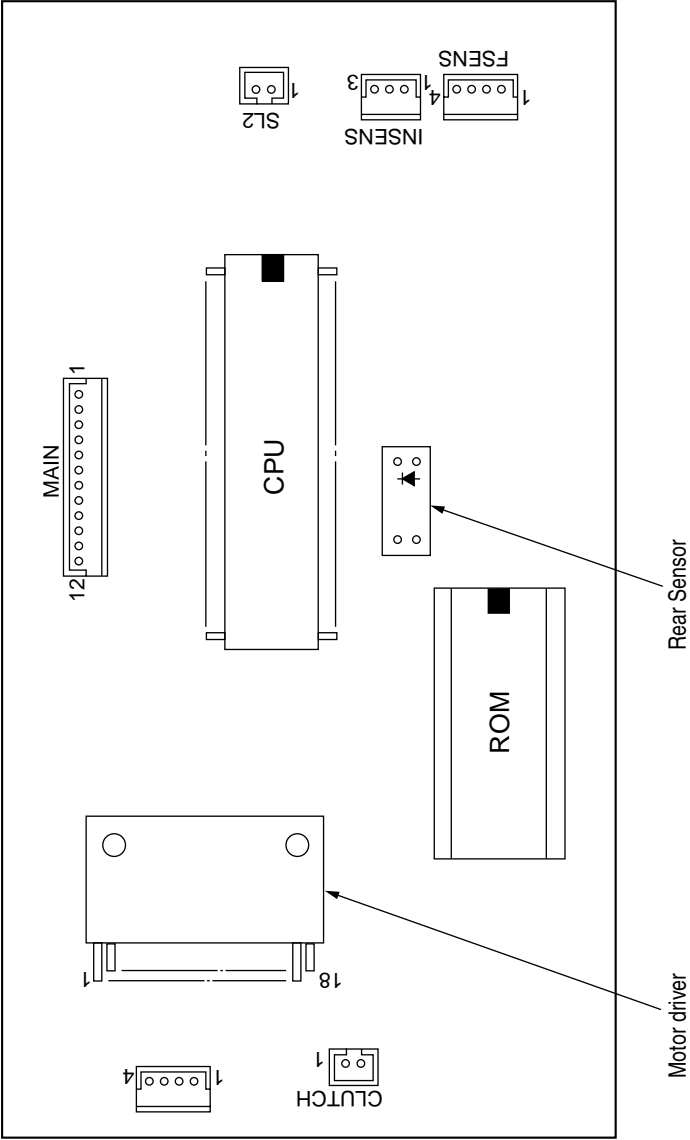 FSENS
3
1
4
1
1
SL2
INSENS
1
MAIN
CPU
12
Rear Sensor
ROM
1
18
Motor driver
4
1
1
CLUTCH